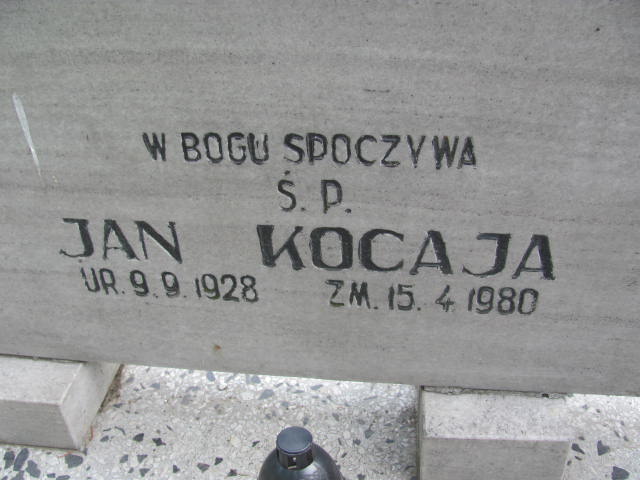 W BOGU SPOCZYWA
Ś. P.
JAN KOCAJA
UR. 9. 9. 1928 ZM. 15. 4 1980